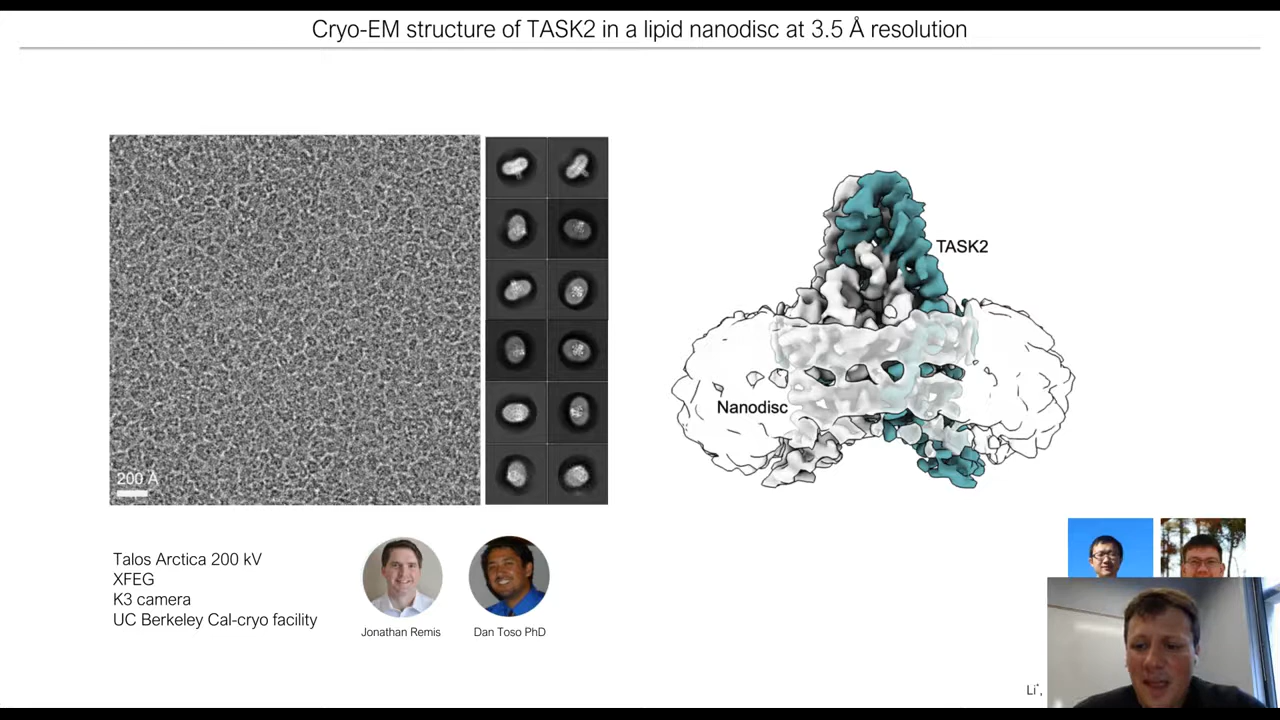 Cryo-EM structure of TASK2 in a lipid nanodisc at 3.5 Å resolution
TASK2
Nanodisc
200 Å
Talos Arctica 200 kV
XFEG
K3 camera
UC Berkeley Cal-cryo facility
Jonathan Remis
Dan Toso PhD
Li*,